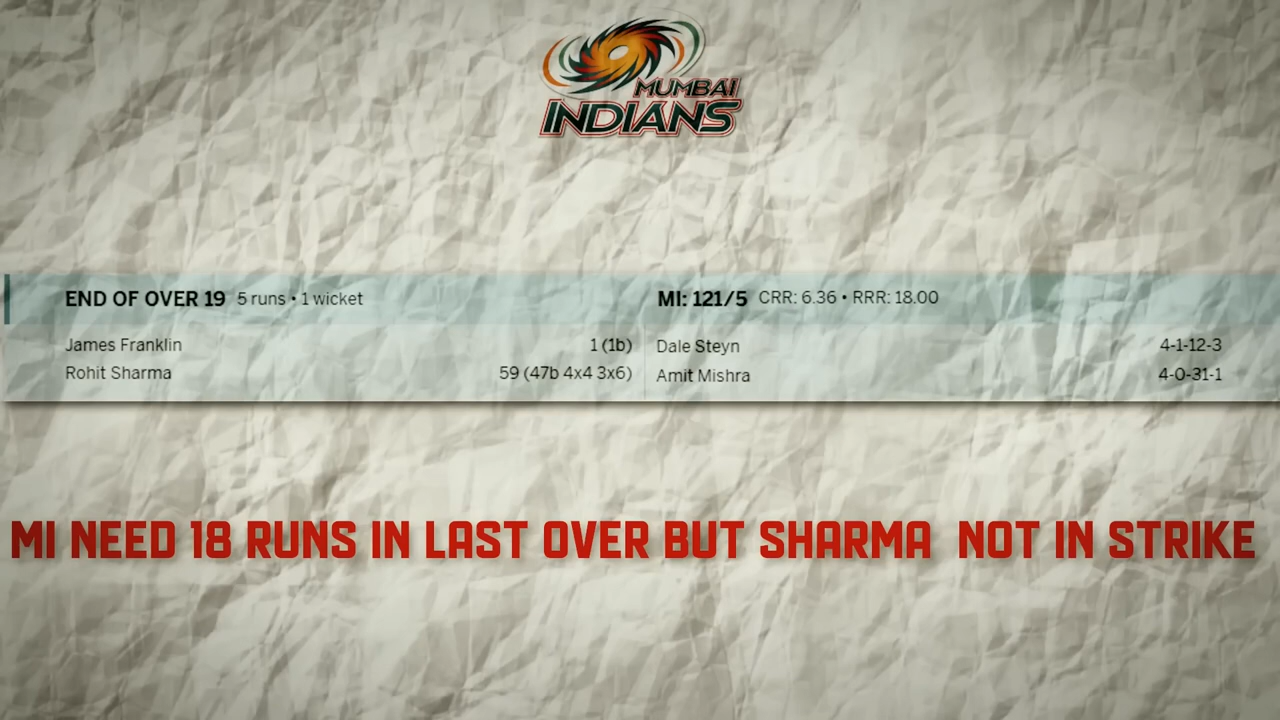 MUMBAI
INDIANS
END OF OVER 19 5 runs • 1 wicket MI: 121/5 CRR: 6.36 • RRR: 18.00
James Franklin 1 (1b) Dale Steyn 4-1-12-3
Rohit Sharma 59 (47b 4x4 3x6) Amit Mishra 4-0-31-1
MI NEED 18 RUNS IN LAST OVER BUT SHARMA NOT IN STRIKE